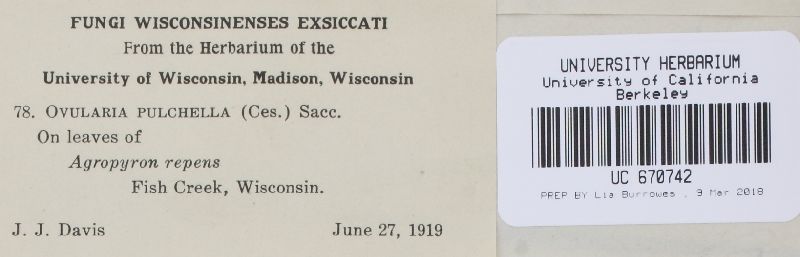 FUNGI WISCONSINENSES EXSICCATI
From the Herbarium of the
University of Wisconsin, Madison, Wisconsin
78. OVULARIA PULCHELLA (Ces.) Sacc.
On leaves of
Agropyron repens
Fish Creek, Wisconsin.
J. J. Davis June 27, 1919
UNIVERSITY HERBARIUM
University of California
Berkeley
UC 670742
PREP BY Lia Burrowes , 9 Mar 2018